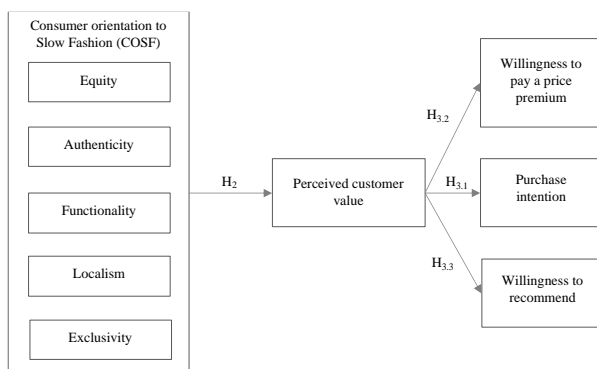 Consumer orientation to
Slow Fashion (COSF)
Equity
Authenticity
Functionality
Localism
Exclusivity
H2
Perceived customer
value
H3.2
H3.1
H3.3
Willingness to
pay a price
premium
Purchase
intention
Willingness to
recommend